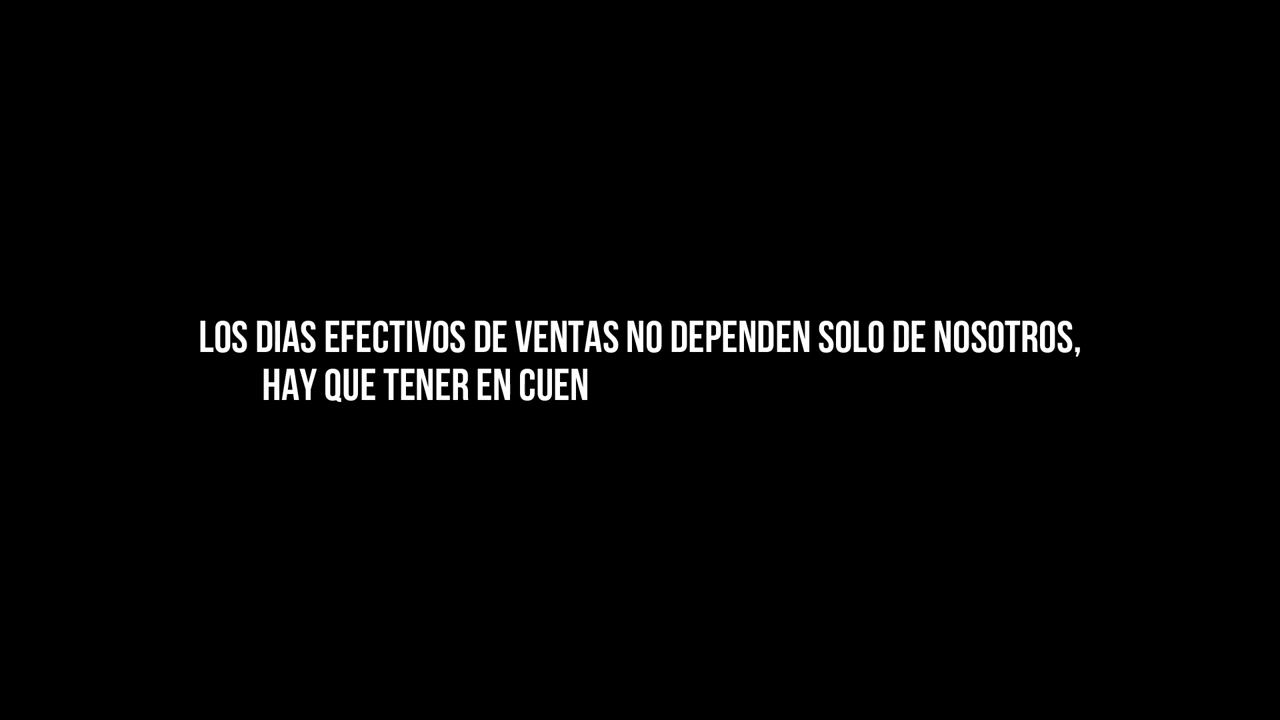 LOS DIAS EFECTIVOS DE VENTAS NO DEPENDEN SOLO DE NOSOTROS,
HAY QUE TENER EN CUEN